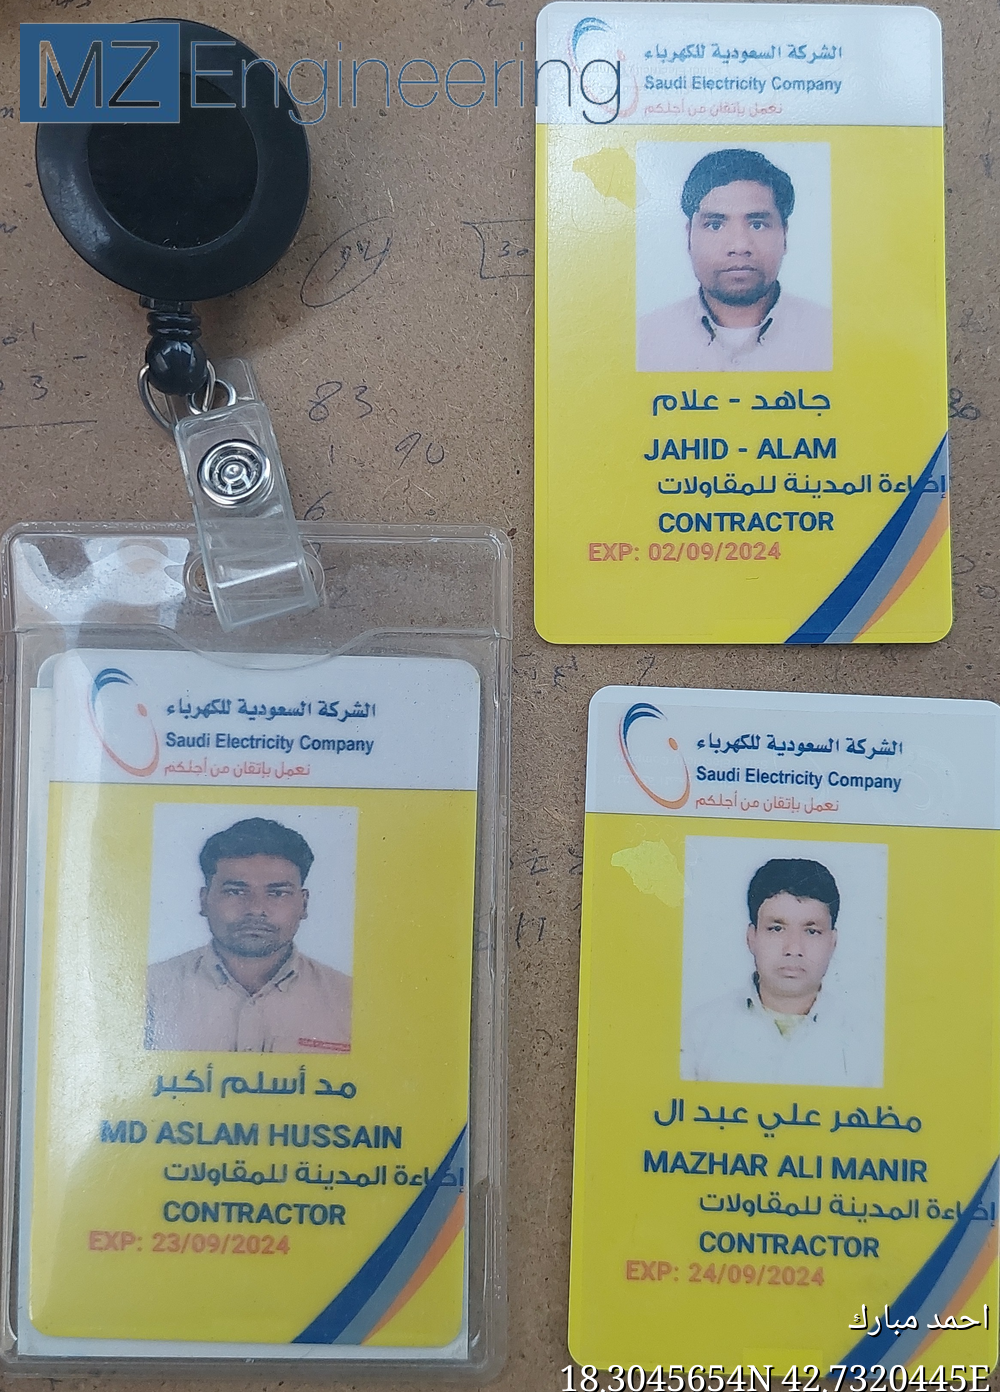 MZ Engineering
الشركة السعودية للكهرباء
Saudi Electricity Company
نعمل بإتقان من أجلكم
جاهد - علام
JAHID - ALAM
إضاءة المدينة للمقاولات
CONTRACTOR
EXP: 02/09/2024
83
90
6
30
الشركة السعودية للكهرباء
Saudi Electricity Company
نعمل بإتقان من أجلكم
مد أسلم أكبر
MD ASLAM HUSSAIN
إضاءة المدينة للمقاولات
CONTRACTOR
EXP: 23/09/2024
الشركة السعودية للكهرباء
Saudi Electricity Company
نعمل بإتقان من أجلكم
مظهر علي عبد ال
MAZHAR ALI MANIR
إضاءة المدينة للمقاولات
CONTRACTOR
EXP: 24/09/2024
احمد مبارك
18.3045654N 42.7320445E